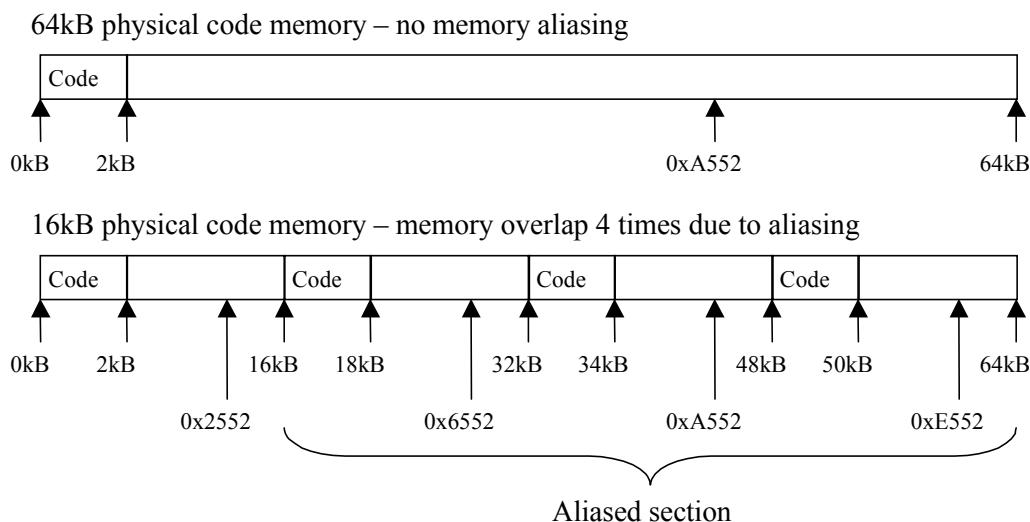 64kB physical code memory – no memory aliasing
Code
0kB 2kB 0xA552 64kB
16kB physical code memory – memory overlap 4 times due to aliasing
Code Code Code Code
0kB 2kB 16kB 18kB 32kB 34kB 48kB 50kB 64kB
0x2552 0x6552 0xA552 0xE552
Aliased section